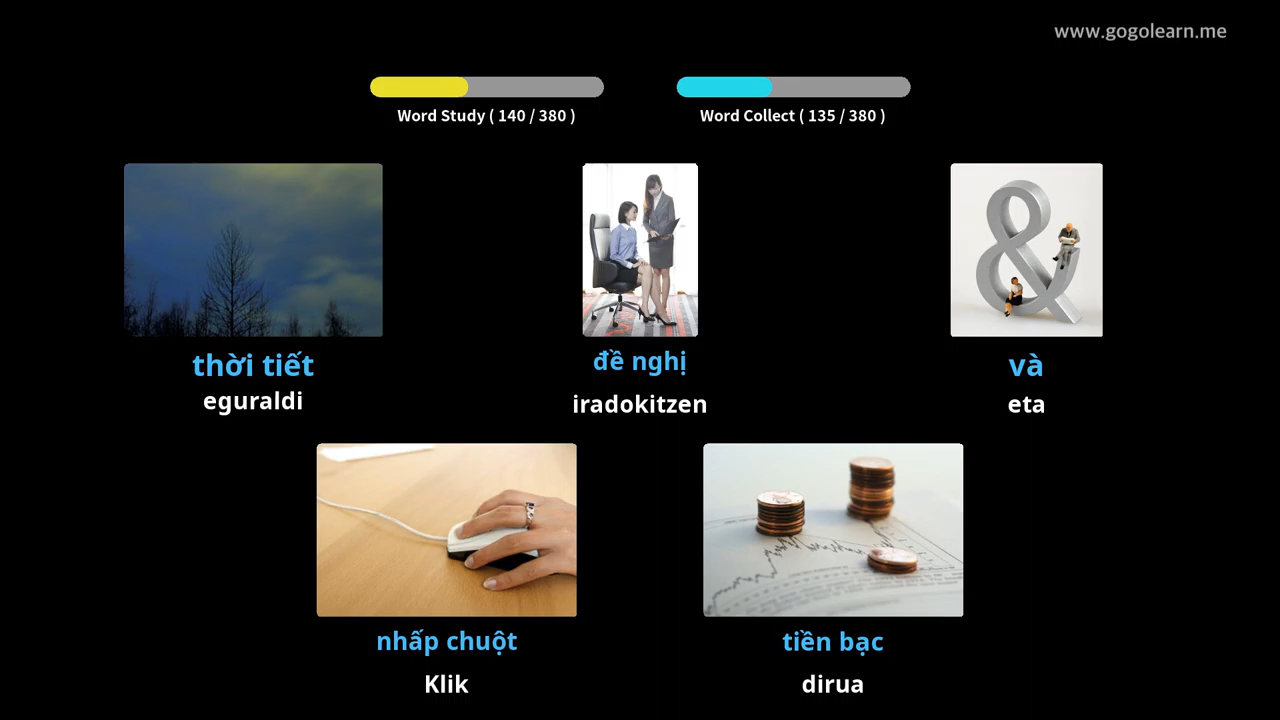 www.gogolearn.me
Word Study ( 140 / 380 )
Word Collect ( 135 / 380 )
thời tiết
eguraldi
đề nghị
iradokitzen
và
eta
nhấp chuột
Klik
tiền bạc
dirua